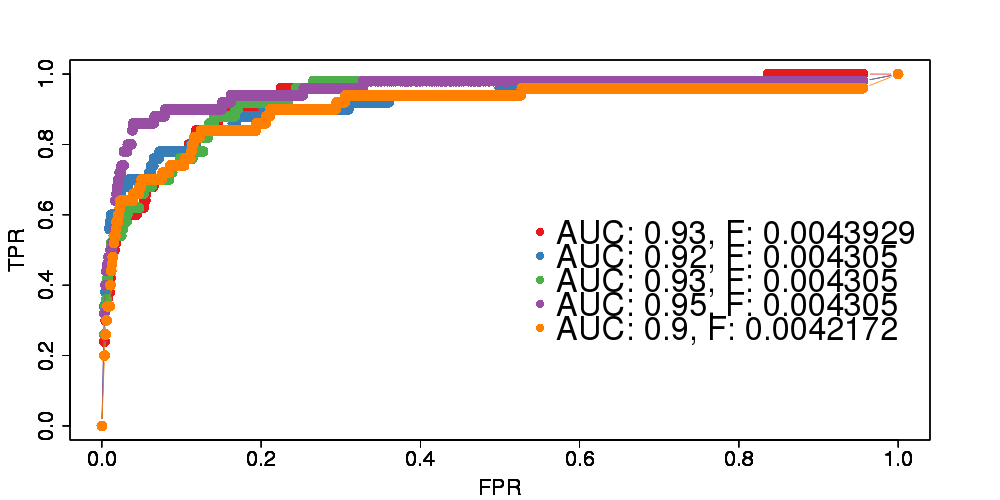 1.0
0.8
0.6
0.4
0.2
0.0
TPR
AUC: 0.93, F: 0.0043929
AUC: 0.92, F: 0.004305
AUC: 0.93, F: 0.004305
AUC: 0.95, F: 0.004305
AUC: 0.9, F: 0.0042172
0.0 0.2 0.4 0.6 0.8 1.0
FPR